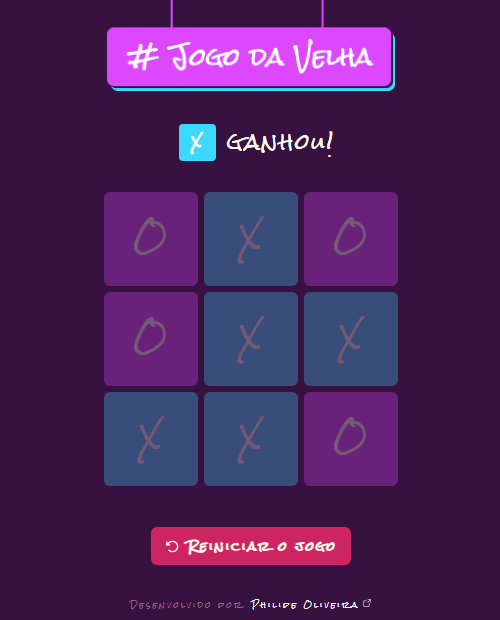 # Jogo da Velha
X GANHOU!
O X O
O X X
X X O
Reiniciar o jogo
Desenvolvido por Philipe Oliveira